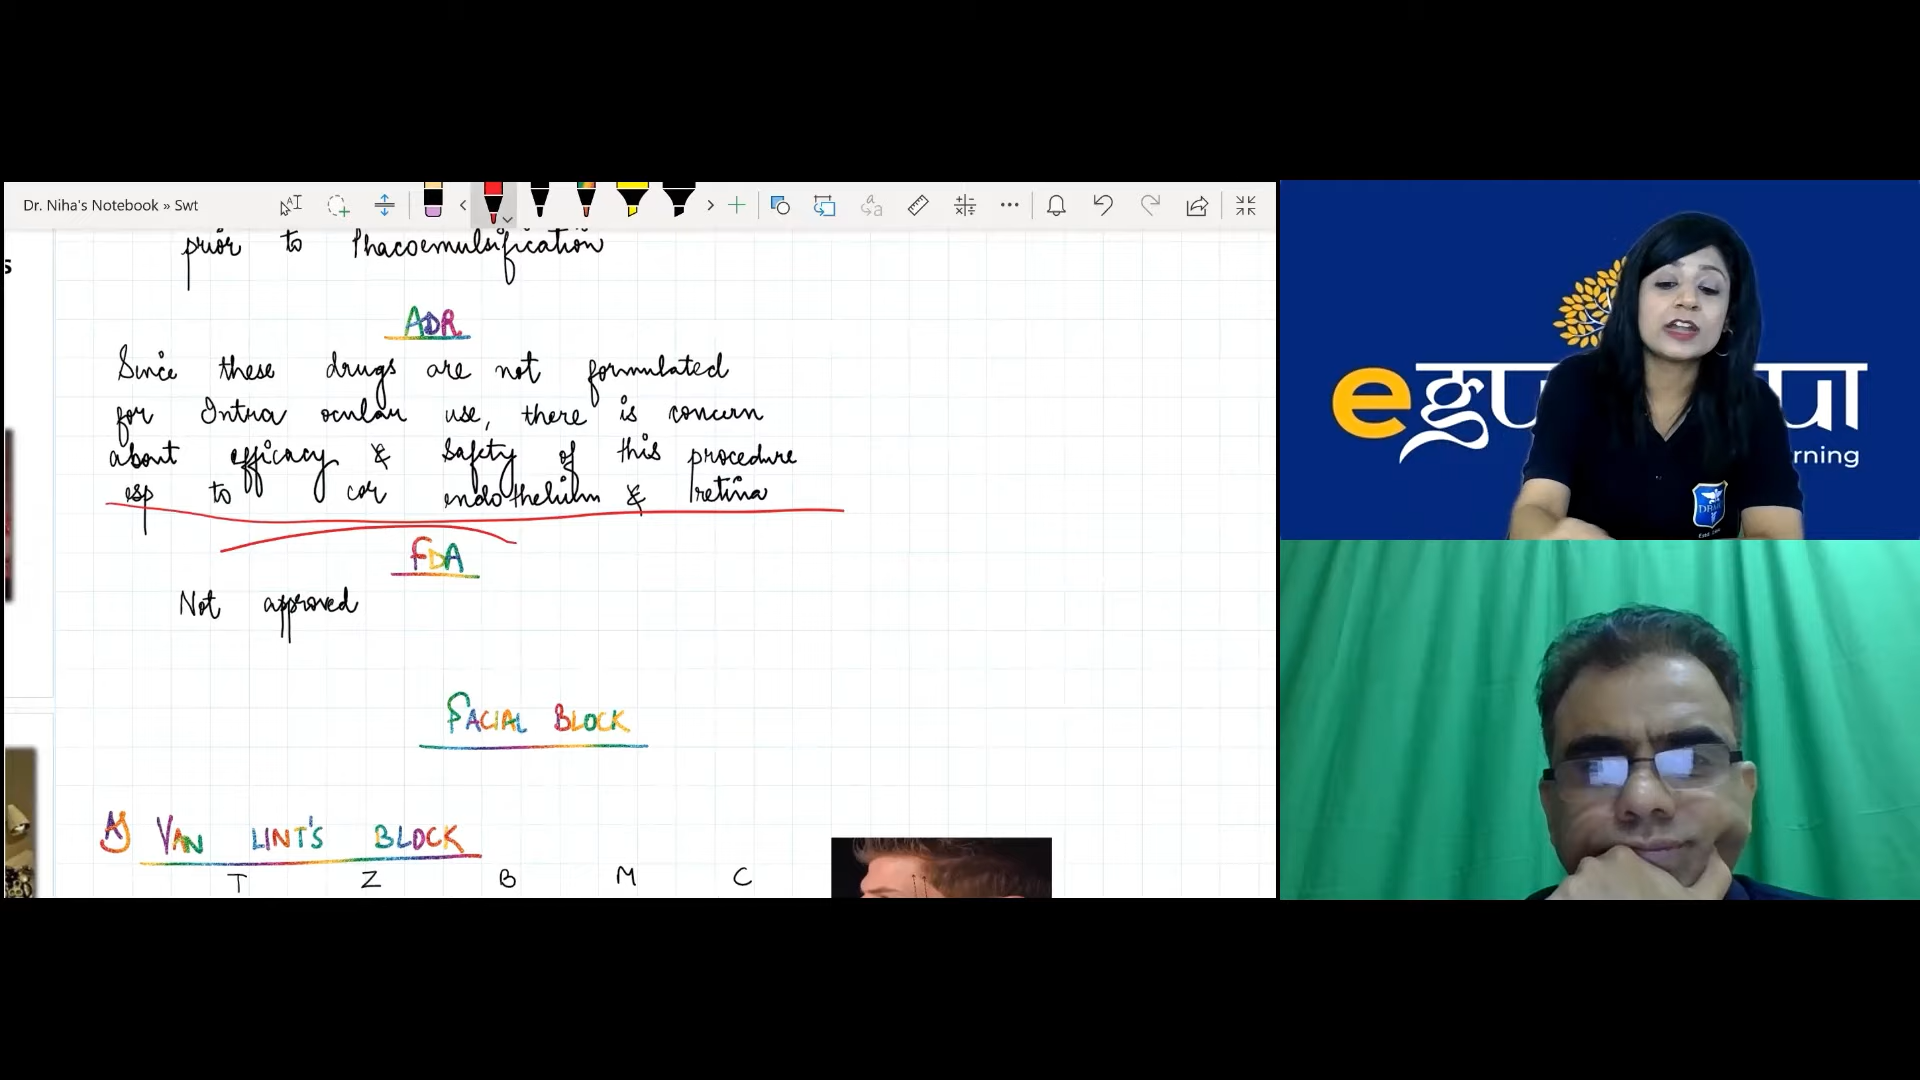 Dr. Niha's Notebook » Swt
prior to Phacoemulsification
ADR
Since these drugs are not formulated
for Intra ocular use, there is concern
about efficacy & Safety of this procedure
esp to cor endothelium & retina
FDA
Not approved
FACIAL BLOCK
A) VAN LINT'S BLOCK
T Z B M C
e
rning